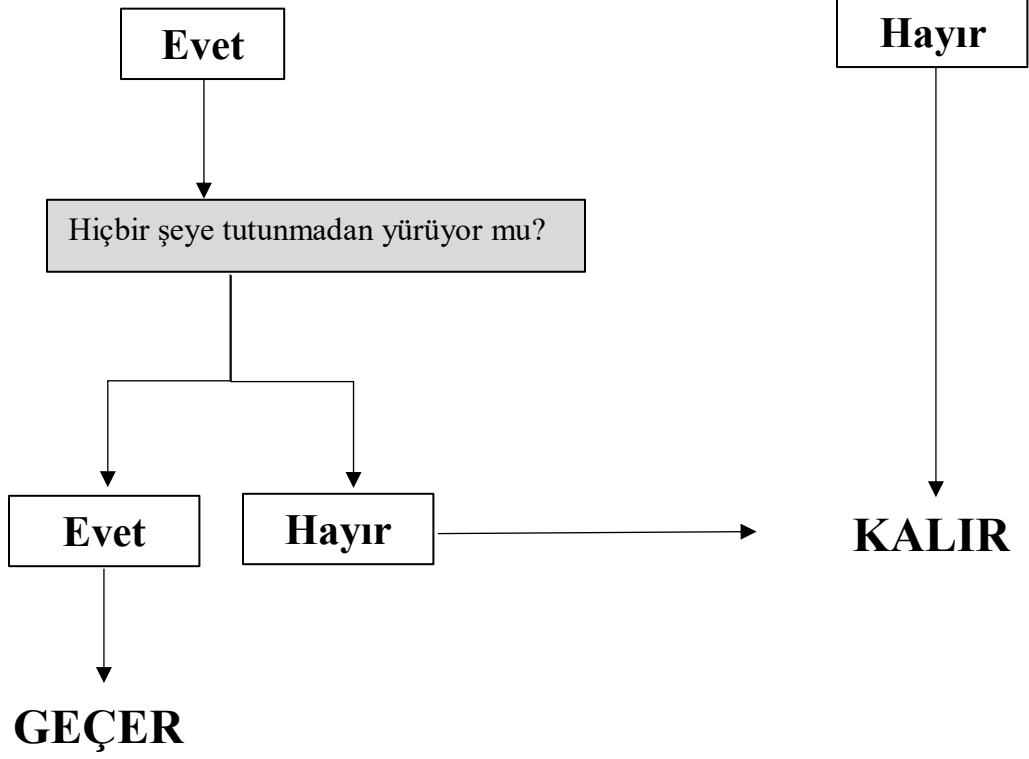 Evet
Hayır
Hiçbir şeye tutunmadan yürüyor mu?
Evet
Hayır
KALIR
GEÇER